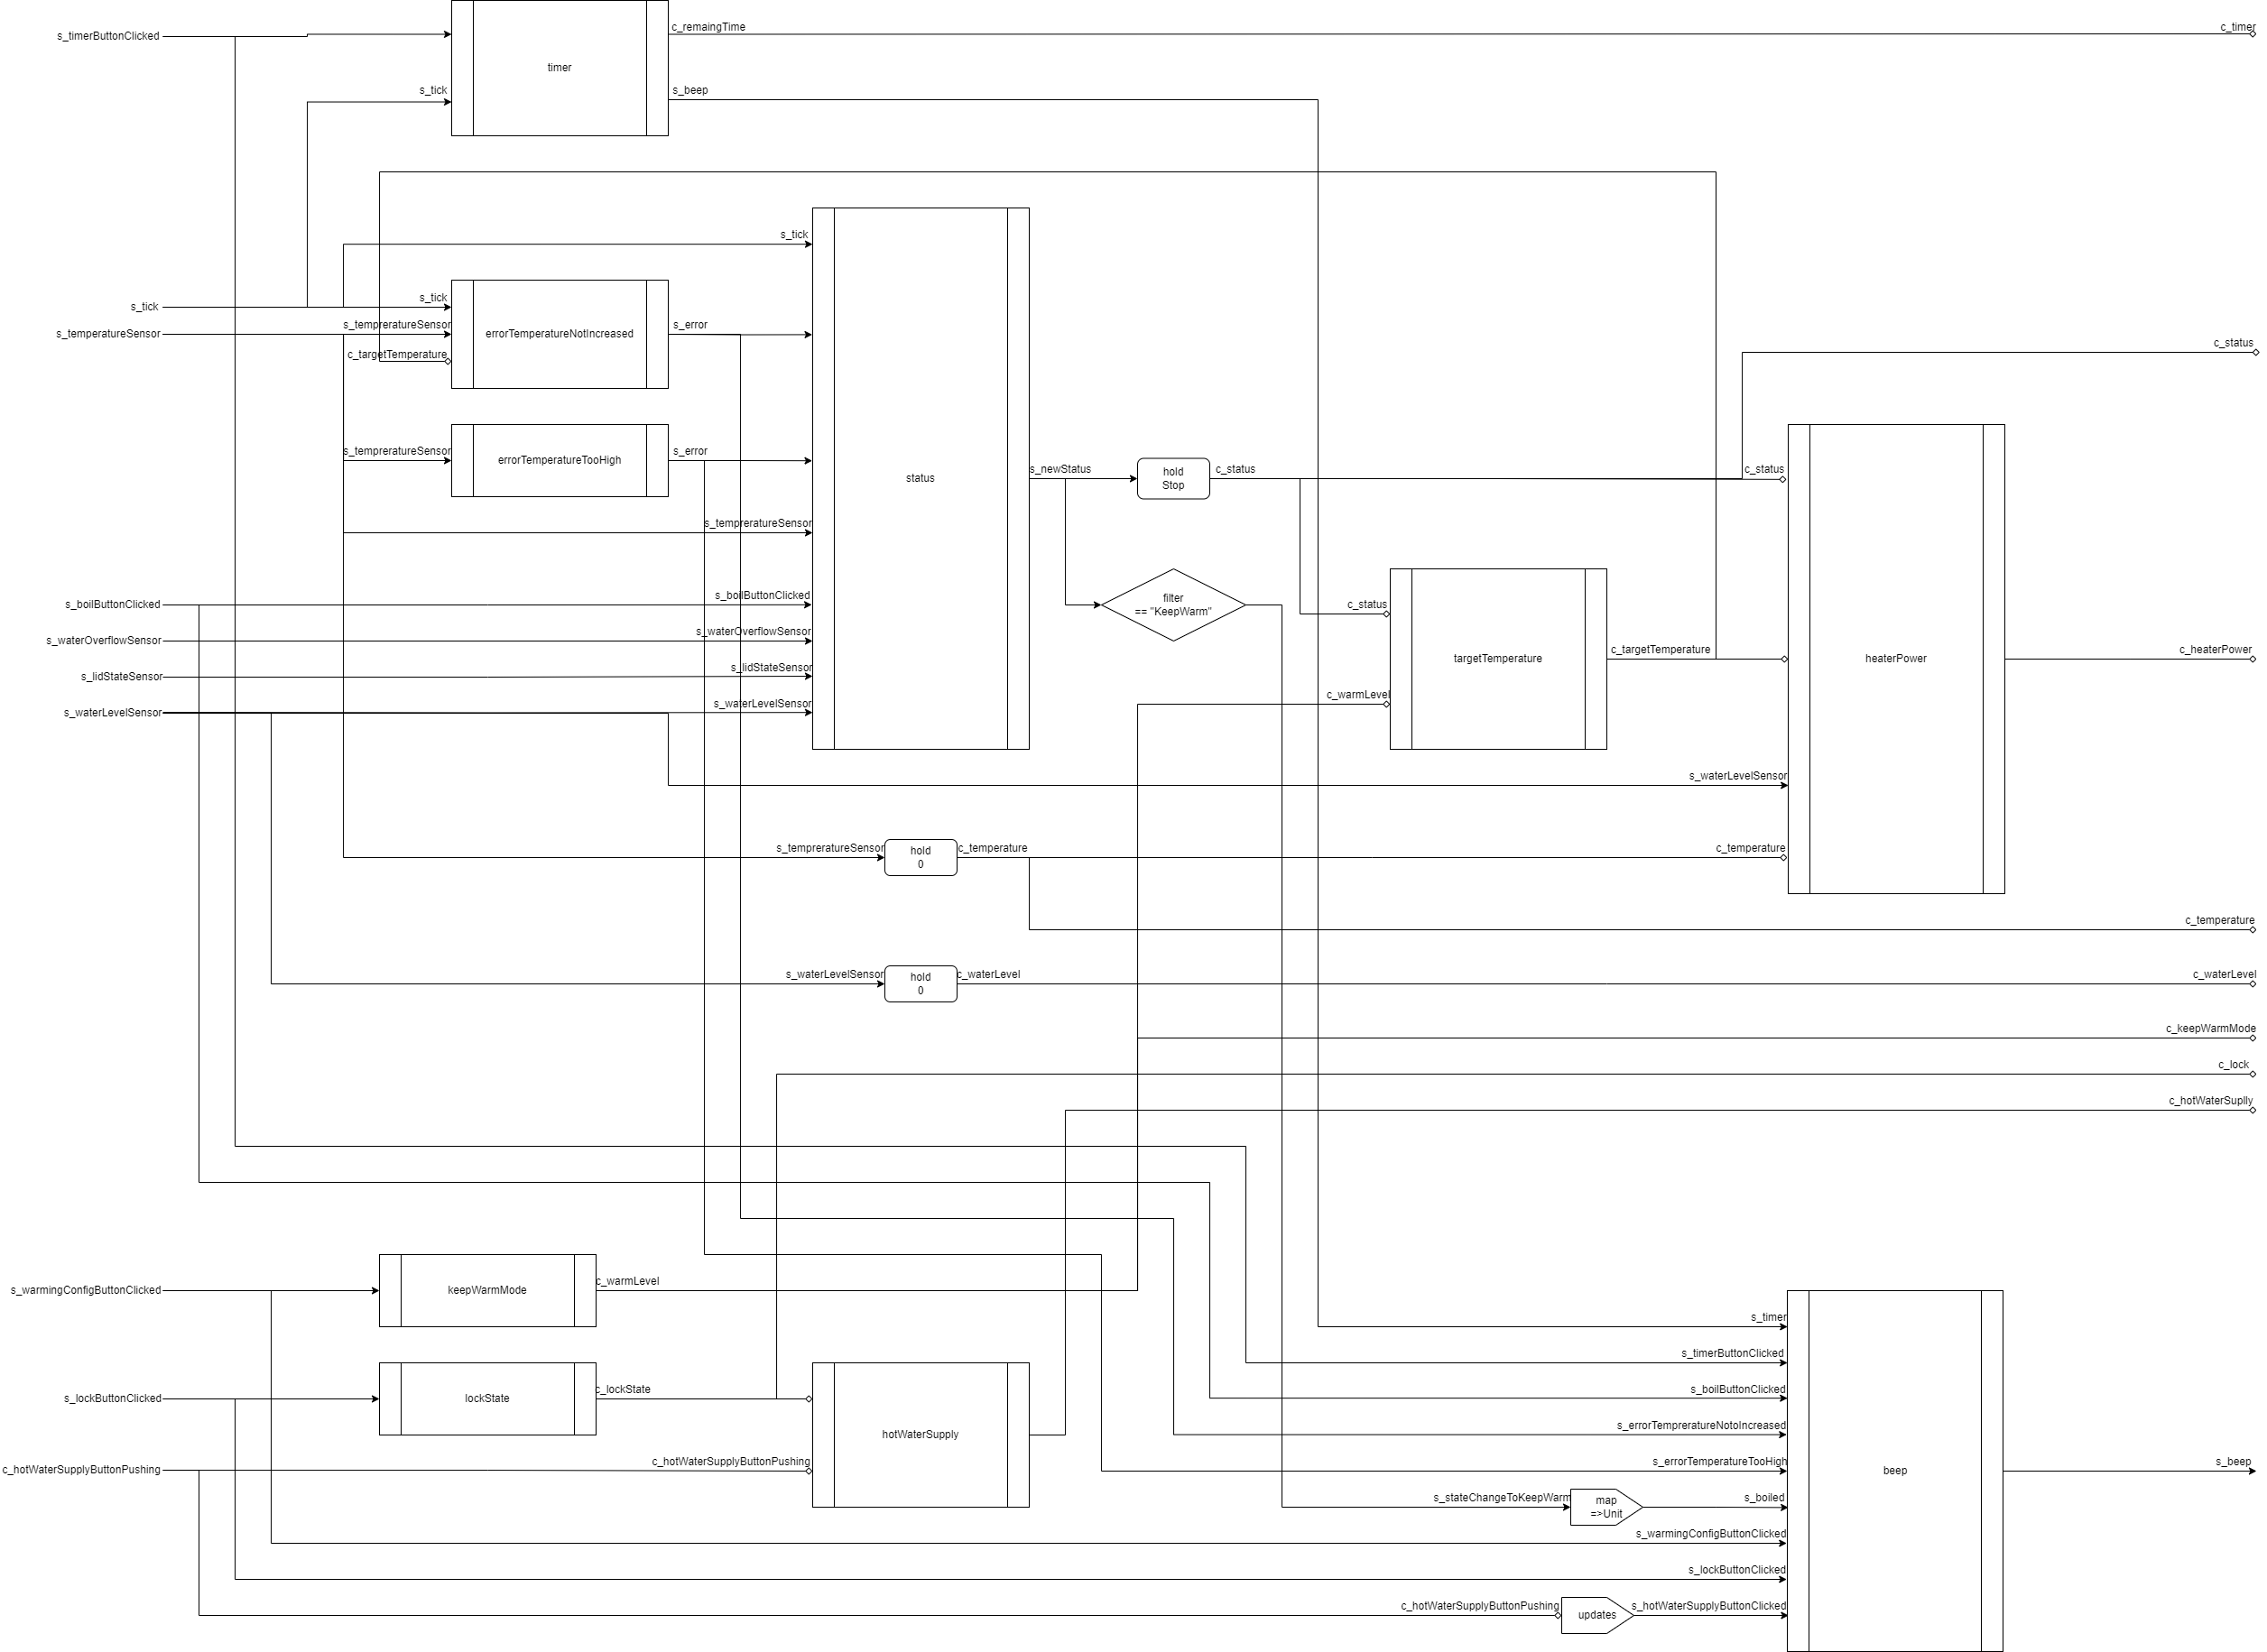 c_remaingTime
c_timer
s_timerButtonClicked
timer
s_tick
s_beep
s_tick
s_tick
s_tick
s_tempreratureSensor
s_error
s_temperatureSensor
errorTemperatureNotIncreased
c_status
c_targetTemperature
s_tempreratureSensor
s_error
errorTemperatureTooHigh
s_newStatus
hold
Stop
c_status
c_status
status
s_tempreratureSensor
s_boilButtonClicked
s_boilButtonClicked
filter
== "KeepWarm"
c_status
s_waterOverflowSensor
s_waterOverflowSensor
c_targetTemperature
c_heaterPower
targetTemperature
heaterPower
s_lidStateSensor
s_lidStateSensor
c_warmLevel
s_waterLevelSensor
s_waterLevelSensor
s_waterLevelSensor
s_tempreratureSensor
hold
0
c_temperature
c_temperature
c_temperature
s_waterLevelSensor
hold
0
c_waterLevel
c_waterLevel
c_keepWarmMode
c_lock
c_hotWaterSuplly
c_warmLevel
s_warmingConfigButtonClicked
keepWarmMode
s_timer
s_timerButtonClicked
c_lockState
s_boilButtonClicked
s_lockButtonClicked
lockState
s_errorTempreratureNotoIncreased
hotWaterSupply
c_hotWaterSupplyButtonPushing
c_hotWaterSupplyButtonPushing
s_errorTemperatureTooHigh
beep
s_beep
s_stateChangeToKeepWarm
map
=>Unit
s_boiled
s_warmingConfigButtonClicked
s_lockButtonClicked
c_hotWaterSupplyButtonPushing
updates
s_hotWaterSupplyButtonClicked